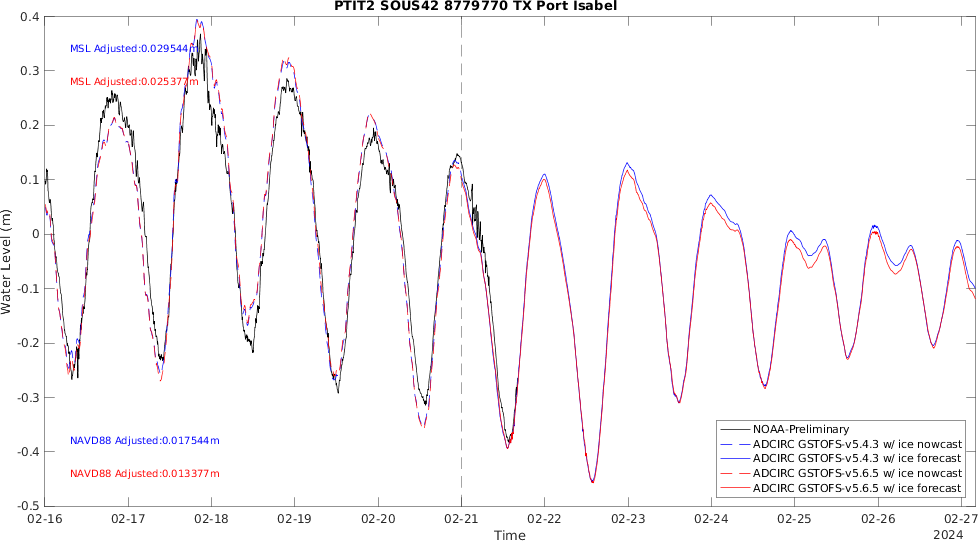 PTIT2 SOUS42 8779770 TX Port Isabel
0.4
0.3
0.2
0.1
0
-0.1
-0.2
-0.3
-0.4
-0.5
Water Level (m)
MSL Adjusted:0.029544m
MSL Adjusted:0.025377m
NAVD88 Adjusted:0.017544m
NAVD88 Adjusted:0.013377m
NOAA-Preliminary
ADCIRC GSTOFS-v5.4.3 w/ ice nowcast
ADCIRC GSTOFS-v5.4.3 w/ ice forecast
ADCIRC GSTOFS-v5.6.5 w/ ice nowcast
ADCIRC GSTOFS-v5.6.5 w/ ice forecast
02-16 02-17 02-18 02-19 02-20 02-21 02-22 02-23 02-24 02-25 02-26 02-27
Time
2024